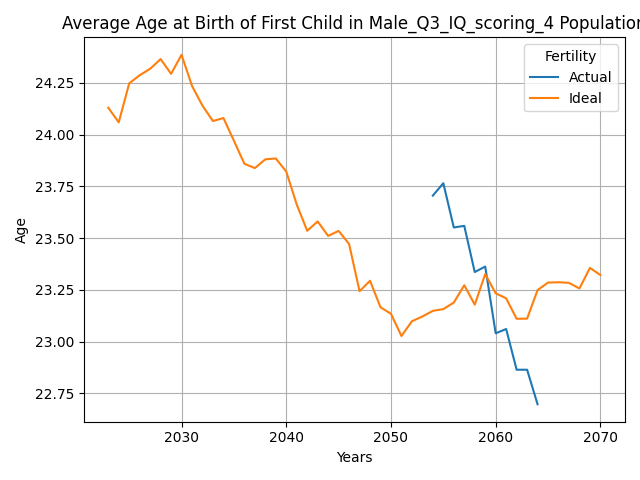 Average Age at Birth of First Child in Male_Q3_IQ_scoring_4 Population
Fertility
Actual
Ideal
24.25
24.00
23.75
23.50
23.25
23.00
22.75
Age
2030 2040 2050 2060 2070
Years